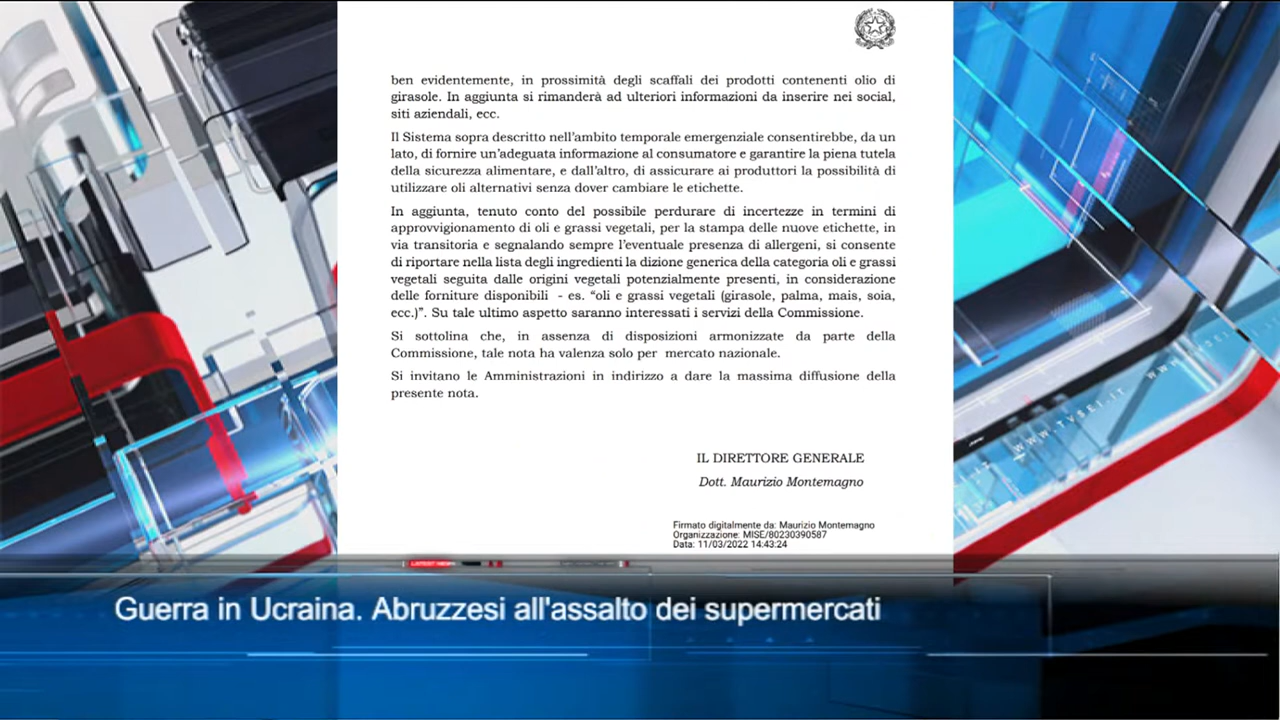 ben evidentemente, in prossimità degli scaffali dei prodotti contenenti olio di
girasole. In aggiunta si rimanderà ad ulteriori informazioni da inserire nei social,
siti aziendali, ecc.
Il Sistema sopra descritto nell'ambito temporale emergenziale consentirebbe, da un
lato, di fornire un'adeguata informazione al consumatore e garantire la piena tutela
della sicurezza alimentare, e dall'altro, di assicurare ai produttori la possibilità di
utilizzare oli alternativi senza dover cambiare le etichette.
In aggiunta, tenuto conto del possibile perdurare di incertezze in termini di
approvvigionamento di oli e grassi vegetali, per la stampa delle nuove etichette, in
via transitoria e segnalando sempre l'eventuale presenza di allergeni, si consente
di riportare nella lista degli ingredienti la dizione generica della categoria oli e grassi
vegetali seguita dalle origini vegetali potenzialmente presenti, in considerazione
delle forniture disponibili - es. "oli e grassi vegetali (girasole, palma, mais, soia,
ecc.)". Su tale ultimo aspetto saranno interessati i servizi della Commissione.
Si sottolina che, in assenza di disposizioni armonizzate da parte della
Commissione, tale nota ha valenza solo per mercato nazionale.
Si invitano le Amministrazioni in indirizzo a dare la massima diffusione della
presente nota.
IL DIRETTORE GENERALE
Dott. Maurizio Montemagno
Firmato digitalmente da: Maurizio Montemagno
Organizzazione: MISE/80230390587
Data: 11/03/2022 14:43:24
WWW.TVSEI.IT WWW
LATEST NEWS
Guerra in Ucraina. Abruzzesi all'assalto dei supermercati